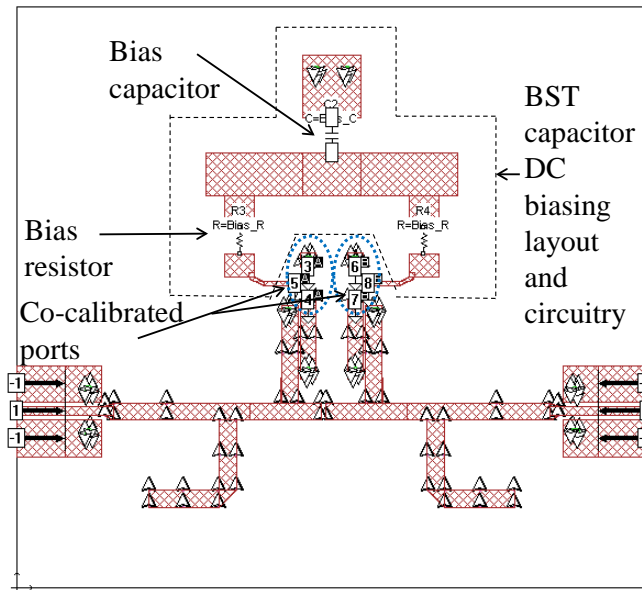 Bias
capacitor
C2
C=Bias_C
BST
capacitor
DC
biasing
layout
and
circuitry
R3
R=Bias_R
R4
R=Bias_R
Bias
resistor
3
A
6
B
5
A
8
B
4
A
7
B
Co-calibrated
ports
-1
1
-1